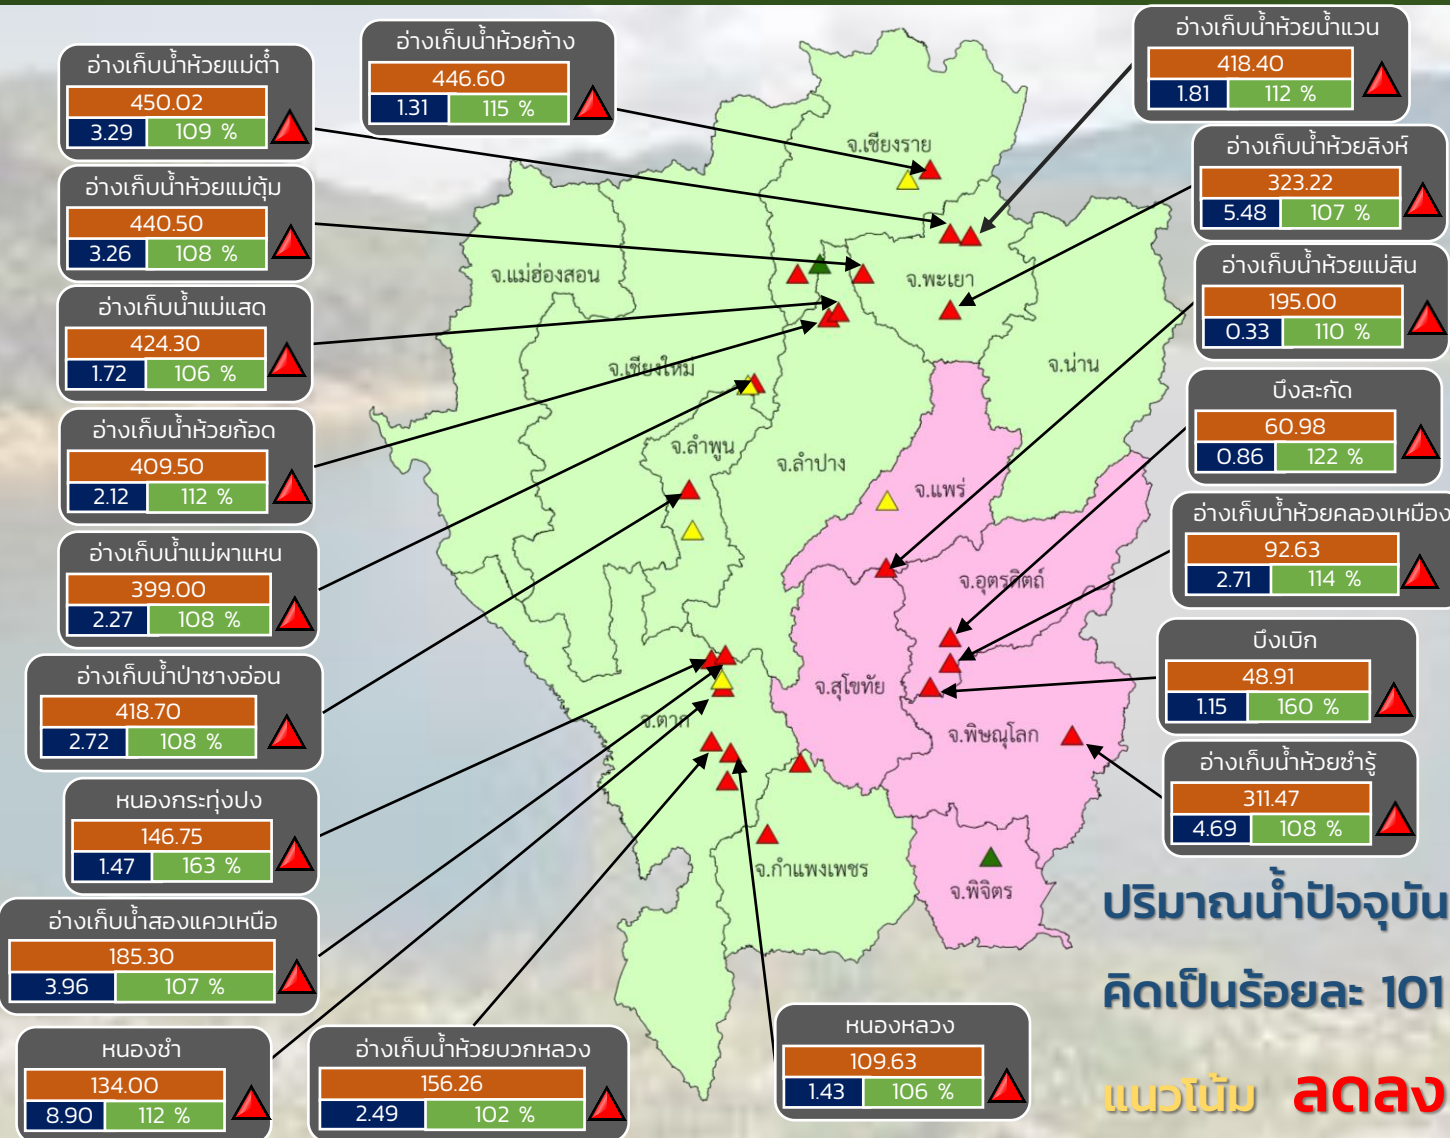 อ่างเก็บน้ำห้วยแม่ต๋ำ
450.02
3.29 109 %
อ่างเก็บน้ำห้วยก้าง
446.60
1.31 115 %
อ่างเก็บน้ำห้วยน้ำแวน
418.40
1.81 112 %
อ่างเก็บน้ำห้วยแม่ตุ้ม
440.50
3.26 108 %
อ่างเก็บน้ำห้วยสิงห์
323.22
5.48 107 %
อ่างเก็บน้ำแม่แสด
424.30
1.72 106 %
อ่างเก็บน้ำห้วยแม่สิน
195.00
0.33 110 %
อ่างเก็บน้ำห้วยก้อด
409.50
2.12 112 %
บึงสะกัด
60.98
0.86 122 %
อ่างเก็บน้ำแม่ผาแหน
399.00
2.27 108 %
อ่างเก็บน้ำห้วยคลองเหมือง
92.63
2.71 114 %
อ่างเก็บน้ำป่าซางอ่อน
418.70
2.72 108 %
บึงเบิก
48.91
1.15 160 %
หนองกระทุ่งปง
146.75
1.47 163 %
อ่างเก็บน้ำห้วยซำรู้
311.47
4.69 108 %
อ่างเก็บน้ำสองแควเหนือ
185.30
3.96 107 %
หนองชำ
134.00
8.90 112 %
อ่างเก็บน้ำห้วยบวกหลวง
156.26
2.49 102 %
หนองหลวง
109.63
1.43 106 %
จ.เชียงราย
จ.แม่ฮ่องสอน
จ.พะเยา
จ.น่าน
จ.เชียงใหม่
จ.ลำพูน
จ.ลำปาง
จ.แพร่
จ.อุตรดิตถ์
จ.สุโขทัย
จ.ตาก
จ.พิษณุโลก
จ.กำแพงเพชร
จ.พิจิตร
ปริมาณน้ำปัจจุบัน
คิดเป็นร้อยละ 101
แนวโน้ม ลดลง